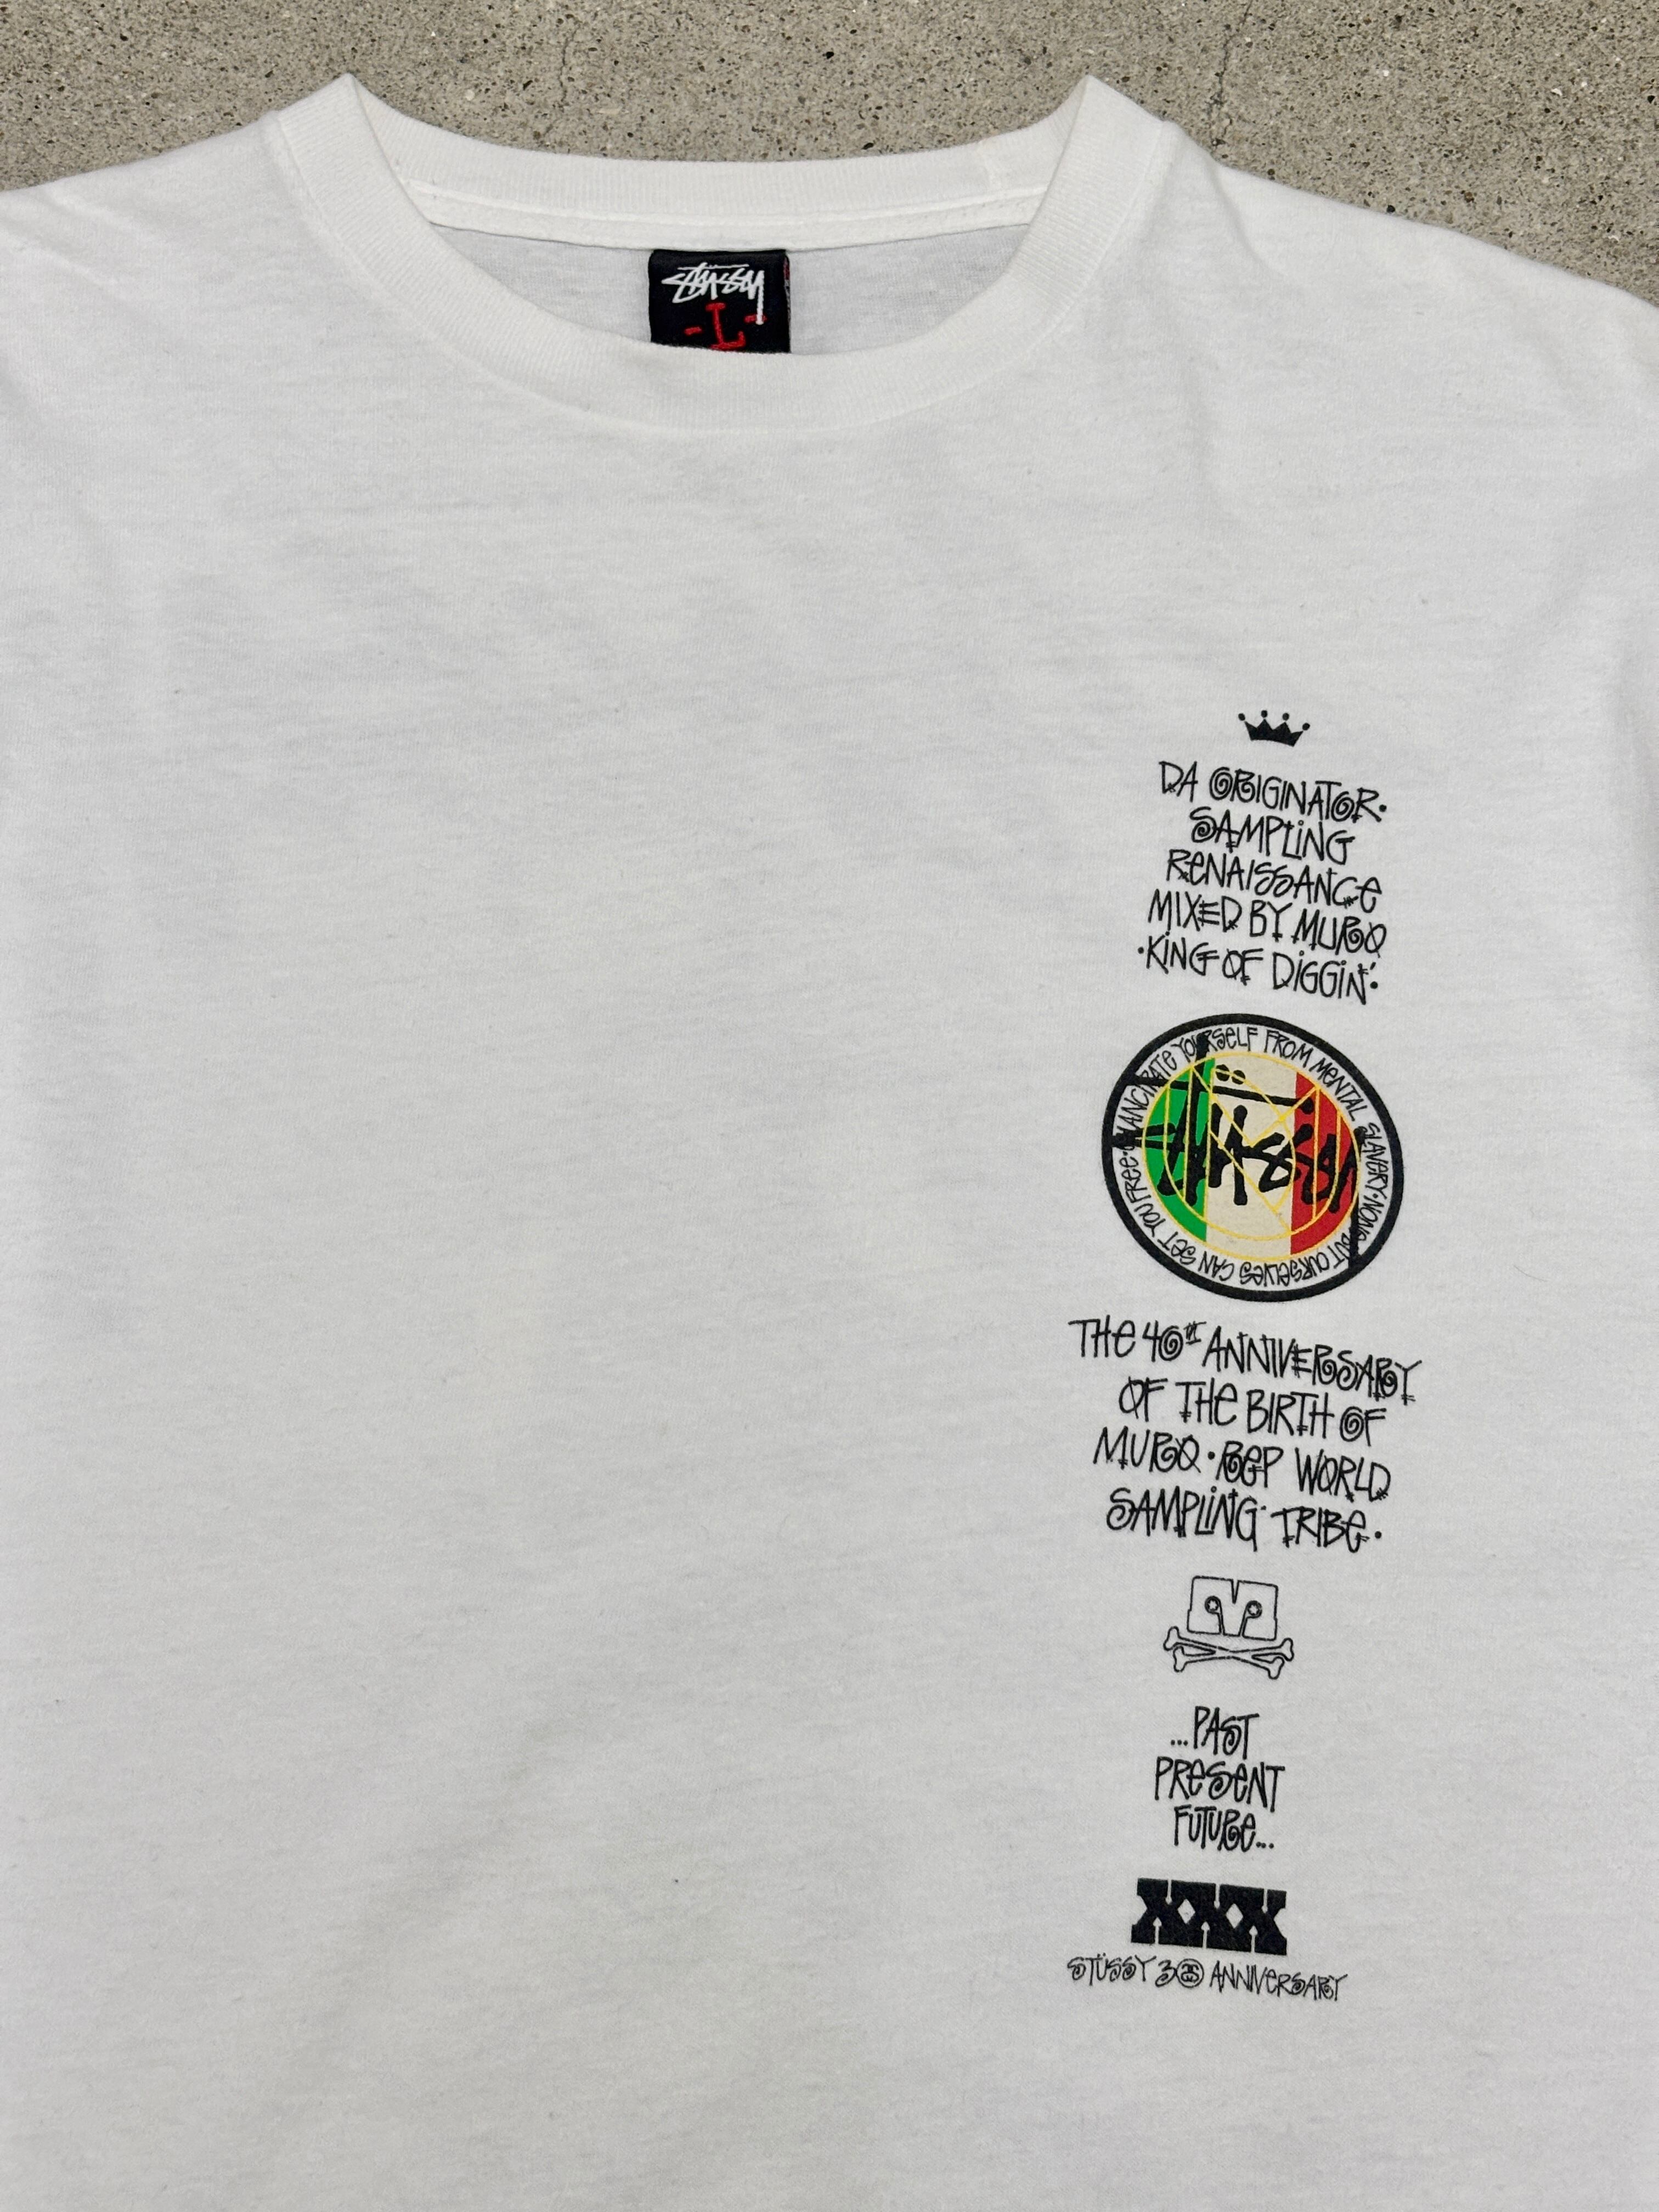 STÜSSY
-L-
DA ORIGINATOR·
SAMPLING
RENAISSANCE
MIXED BY MURO
·KING OF DIGGIN'·
EMANCIPATE YOURSELF FROM MENTAL SLAVERY·NONE BUT OURSELVES CAN SET YOU FREE·
STÜSSY
THE 40TH ANNIVERSARY
OF THE BIRTH OF
MURO·REP WORLD
SAMPLING TRIBE·
...PAST
PRESENT
FUTURE...
XXX
STÜSSY 30 ANNIVERSARY